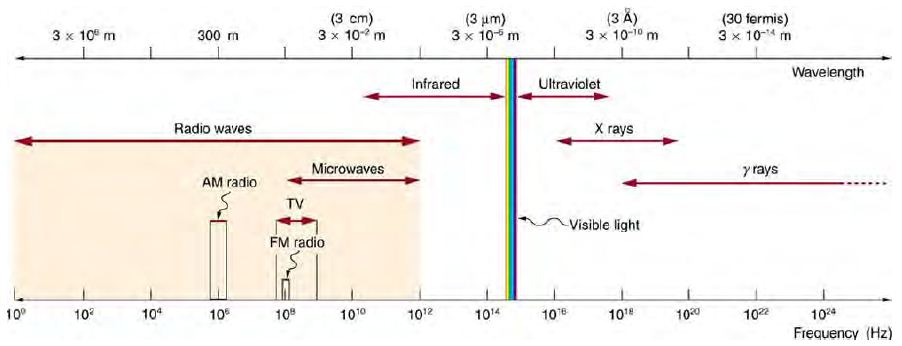 (3 cm) (3 μm) (3 Å) (30 fermis)
3 × 10⁶ m 300 m 3 × 10⁻² m 3 × 10⁻⁶ m 3 × 10⁻¹⁰ m 3 × 10⁻¹⁴ m
Wavelength
Infrared Ultraviolet
Radio waves X rays
Microwaves γ rays
AM radio
TV
Visible light
FM radio
10⁰ 10² 10⁴ 10⁶ 10⁸ 10¹⁰ 10¹² 10¹⁴ 10¹⁶ 10¹⁸ 10²⁰ 10²² 10²⁴
Frequency (Hz)